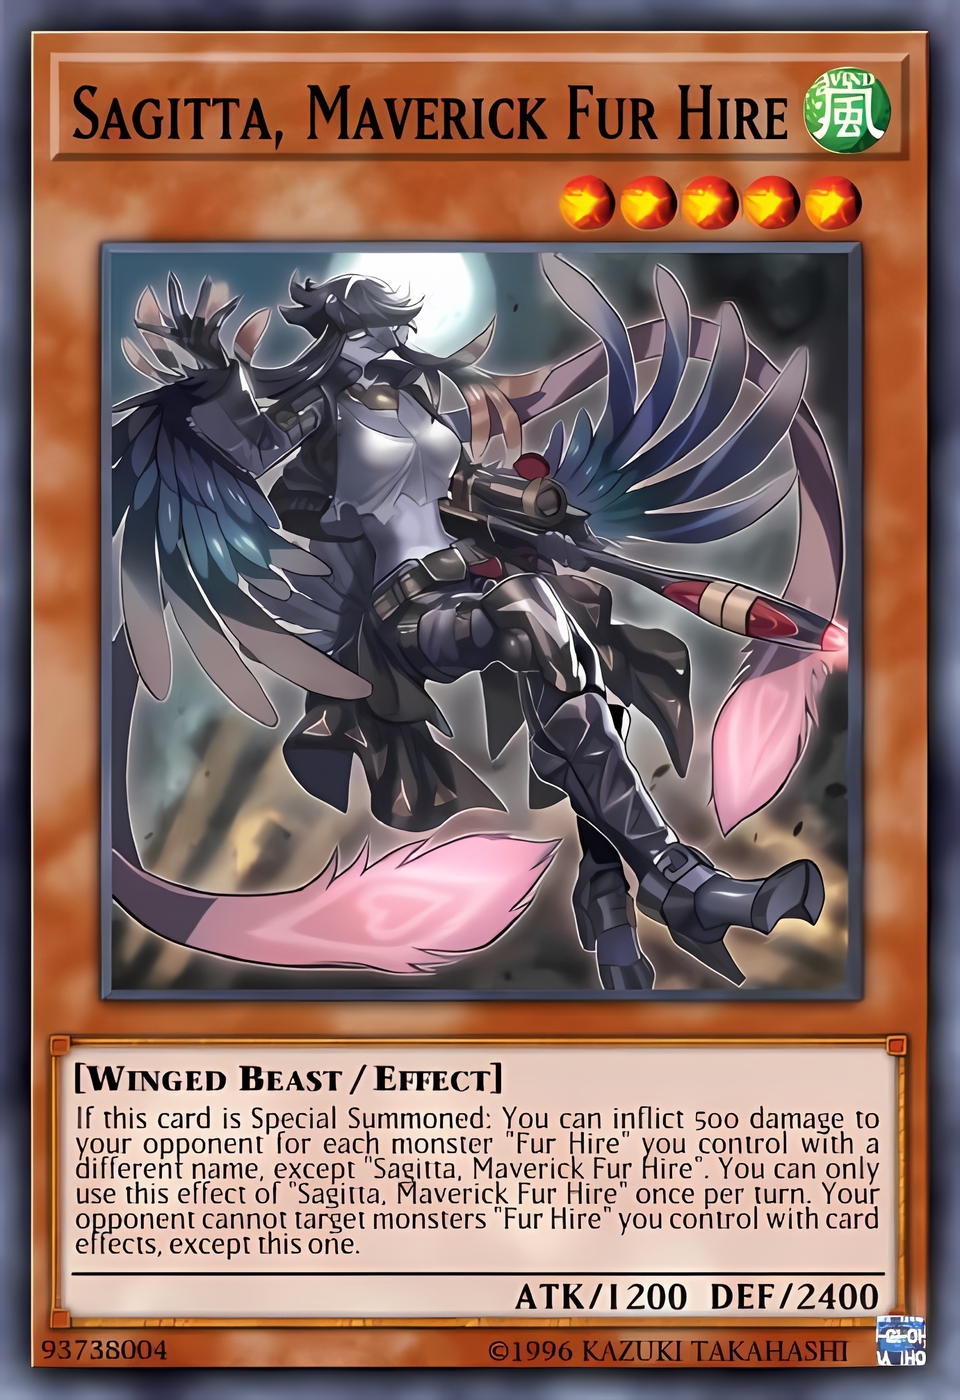 Sagitta, Maverick Fur Hire
風
[Winged Beast / Effect]
If this card is Special Summoned: You can inflict 500 damage to
your opponent for each monster "Fur Hire" you control with a
different name, except "Sagitta, Maverick Fur Hire". You can only
use this effect of "Sagitta, Maverick Fur Hire" once per turn. Your
opponent cannot target monsters "Fur Hire" you control with card
effects, except this one.
ATK/1200 DEF/2400
93738004
©1996 KAZUKI TAKAHASHI